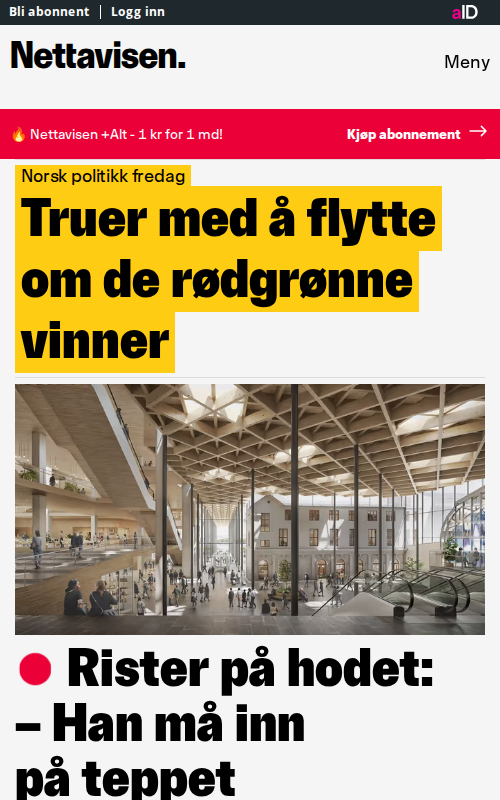 Bli abonnent
Logg inn
aID
Nettavisen.
Meny
🔥 Nettavisen +Alt - 1 kr for 1 md!
Kjøp abonnement →
Norsk politikk fredag
Truer med å flytte
om de rødgrønne
vinner
Rister på hodet:
– Han må inn
på teppet